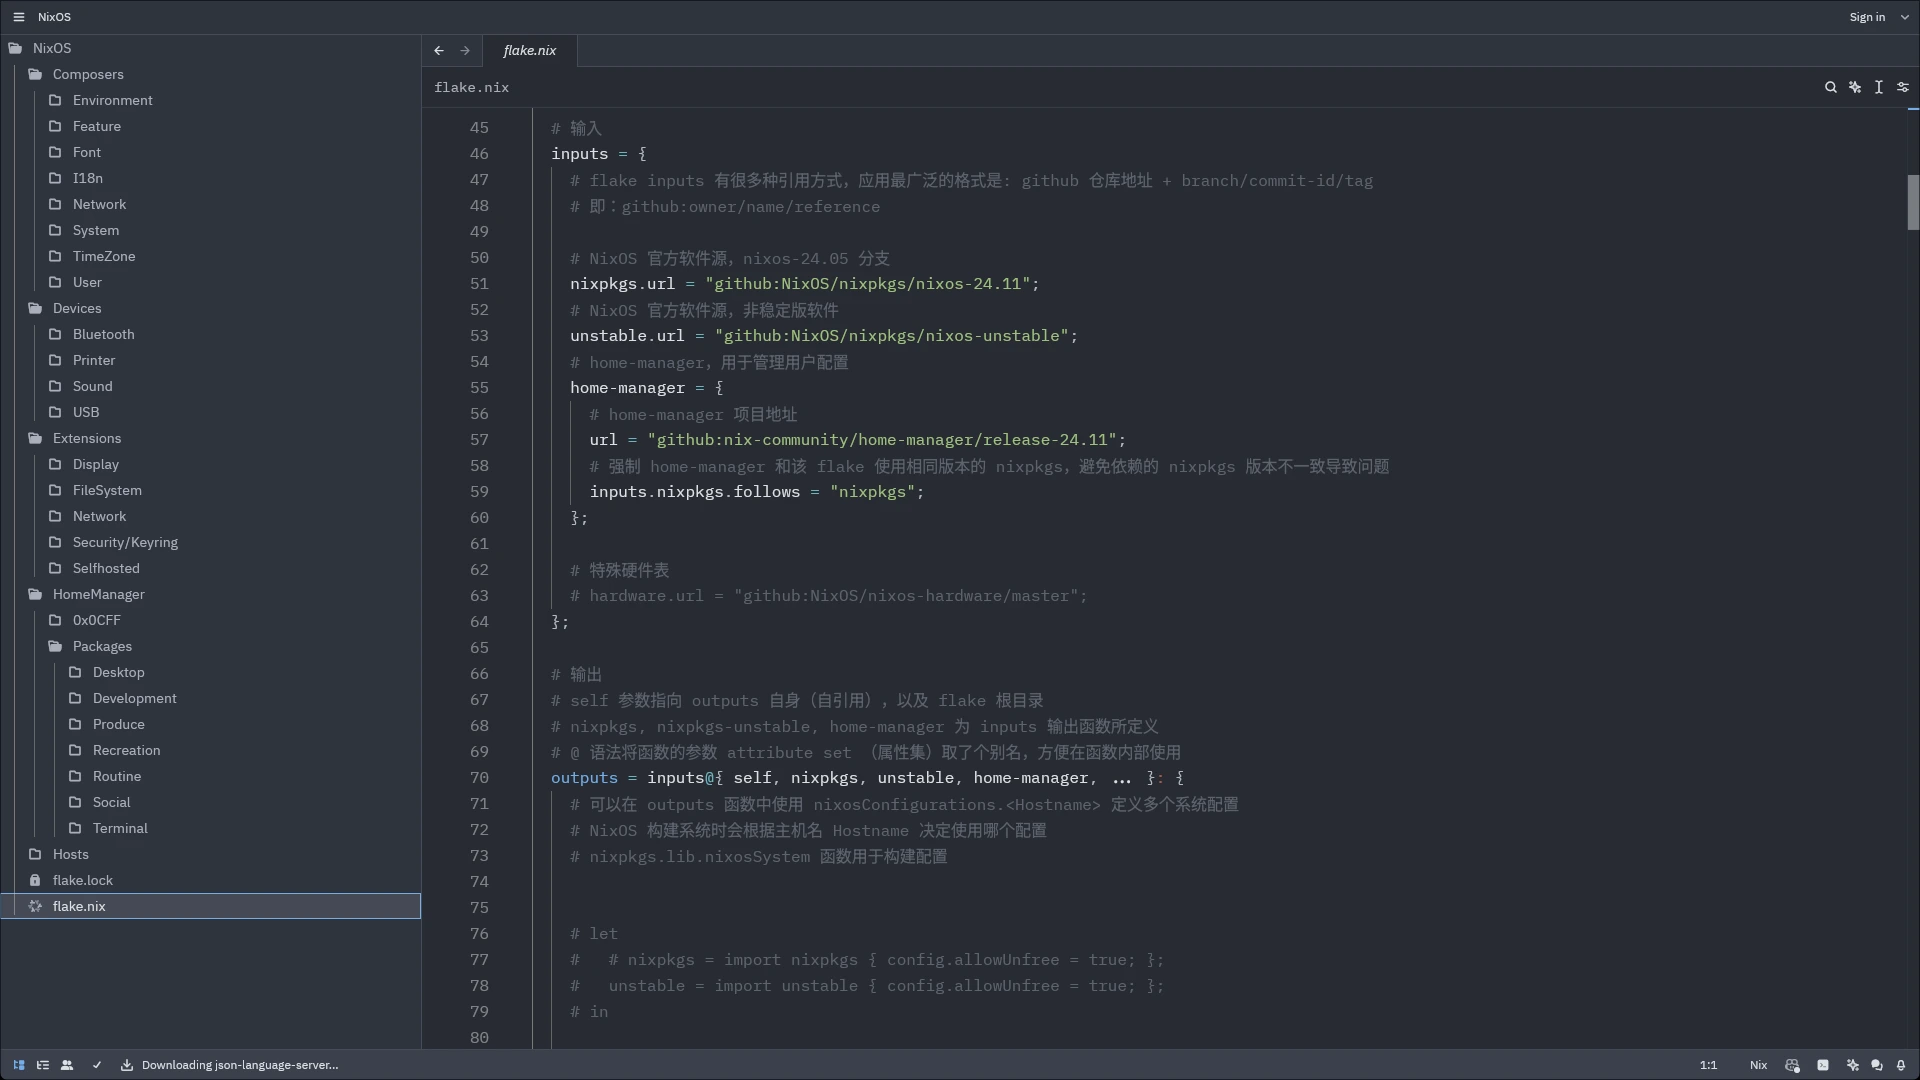 NixOS
Sign in
NixOS
Composers
Environment
Feature
Font
I18n
Network
System
TimeZone
User
Devices
Bluetooth
Printer
Sound
USB
Extensions
Display
FileSystem
Network
Security/Keyring
Selfhosted
HomeManager
0x0CFF
Packages
Desktop
Development
Produce
Recreation
Routine
Social
Terminal
Hosts
flake.lock
flake.nix
flake.nix
flake.nix
45 # 输入
46 inputs = {
47 # flake inputs 有很多种引用方式，应用最广泛的格式是: github 仓库地址 + branch/commit-id/tag
48 # 即：github:owner/name/reference
49
50 # NixOS 官方软件源，nixos-24.05 分支
51 nixpkgs.url = "github:NixOS/nixpkgs/nixos-24.11";
52 # NixOS 官方软件源，非稳定版软件
53 unstable.url = "github:NixOS/nixpkgs/nixos-unstable";
54 # home-manager，用于管理用户配置
55 home-manager = {
56 # home-manager 项目地址
57 url = "github:nix-community/home-manager/release-24.11";
58 # 强制 home-manager 和该 flake 使用相同版本的 nixpkgs，避免依赖的 nixpkgs 版本不一致导致问题
59 inputs.nixpkgs.follows = "nixpkgs";
60 };
61
62 # 特殊硬件表
63 # hardware.url = "github:NixOS/nixos-hardware/master";
64 };
65
66 # 输出
67 # self 参数指向 outputs 自身（自引用），以及 flake 根目录
68 # nixpkgs, nixpkgs-unstable, home-manager 为 inputs 输出函数所定义
69 # @ 语法将函数的参数 attribute set （属性集）取了个别名，方便在函数内部使用
70 outputs = inputs@{ self, nixpkgs, unstable, home-manager, ... }: {
71 # 可以在 outputs 函数中使用 nixosConfigurations.<Hostname> 定义多个系统配置
72 # NixOS 构建系统时会根据主机名 Hostname 决定使用哪个配置
73 # nixpkgs.lib.nixosSystem 函数用于构建配置
74
75
76 # let
77 #   # nixpkgs = import nixpkgs { config.allowUnfree = true; };
78 #   unstable = import unstable { config.allowUnfree = true; };
79 # in
80
Downloading json-language-server...
1:1
Nix